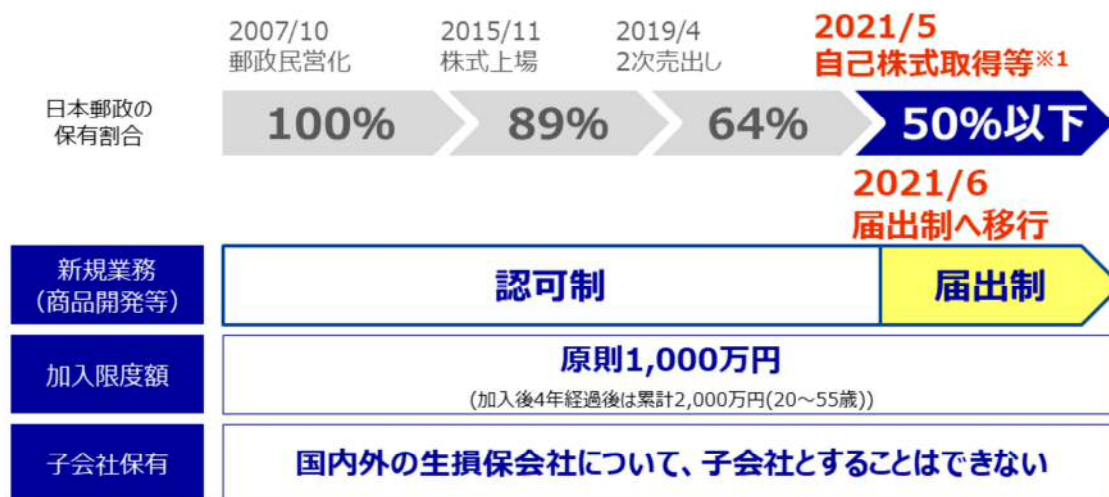 2007/10
郵政民営化
2015/11
株式上場
2019/4
2次売出し
2021/5
自己株式取得等※1
日本郵政の
保有割合
100%
89%
64%
50%以下
2021/6
届出制へ移行
新規業務
(商品開発等)
認可制
届出制
加入限度額
原則1,000万円
(加入後4年経過後は累計2,000万円(20～55歳))
子会社保有
国内外の生損保会社について、子会社とすることはできない